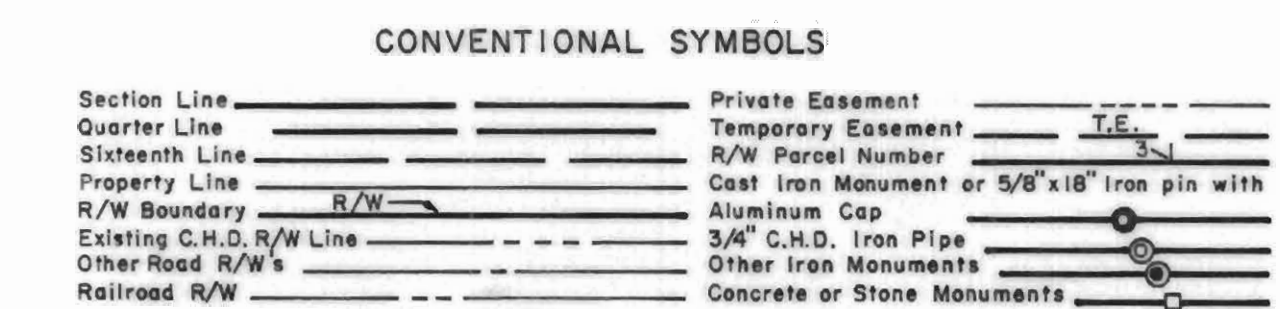 CONVENTIONAL SYMBOLS
Section Line
Quarter Line
Sixteenth Line
Property Line
R/W Boundary R/W
Existing C.H.D. R/W Line
Other Road R/W's
Railroad R/W
Private Easement
Temporary Easement T.E.
R/W Parcel Number 3
Cast Iron Monument or 5/8"x18" Iron pin with
Aluminum Cap
3/4" C.H.D. Iron Pipe
Other Iron Monuments
Concrete or Stone Monuments